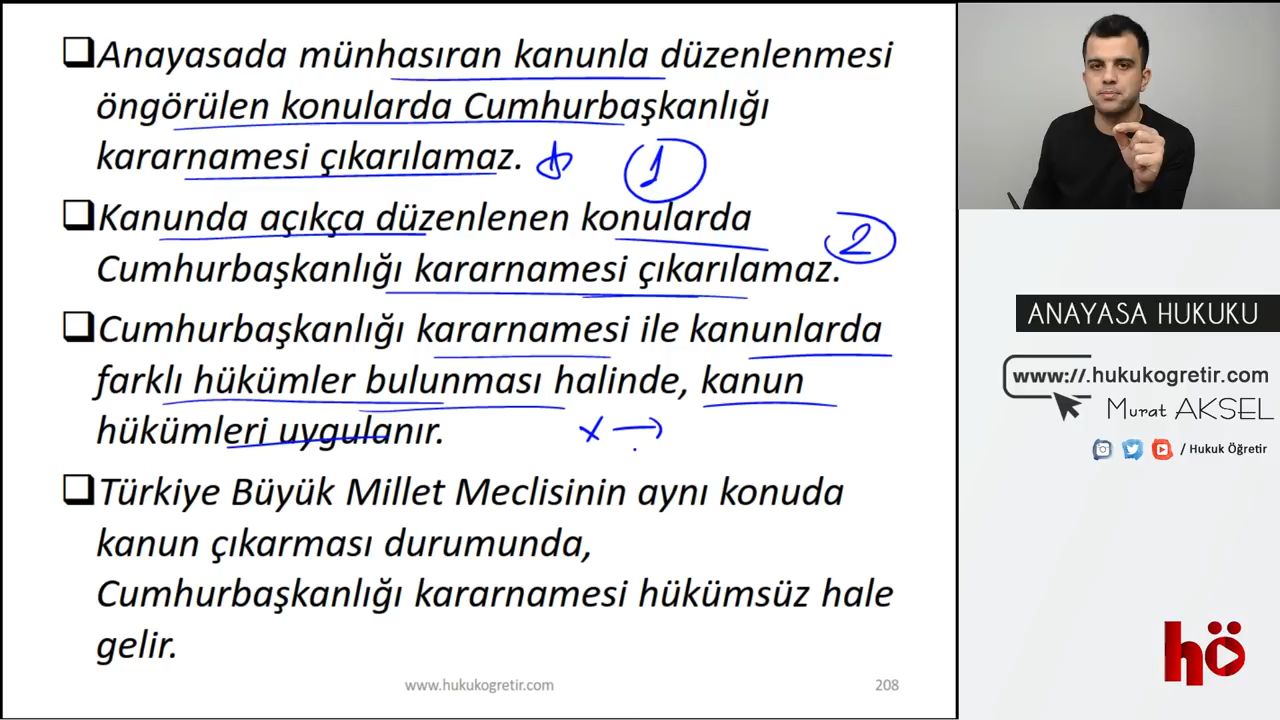 Anayasada münhasıran kanunla düzenlenmesi
öngörülen konularda Cumhurbaşkanlığı
kararnamesi çıkarılamaz.
1
Kanunda açıkça düzenlenen konularda
2
Cumhurbaşkanlığı kararnamesi çıkarılamaz.
Cumhurbaşkanlığı kararnamesi ile kanunlarda
farklı hükümler bulunması halinde, kanun
hükümleri uygulanır.
x →
Türkiye Büyük Millet Meclisinin aynı konuda
kanun çıkarması durumunda,
Cumhurbaşkanlığı kararnamesi hükümsüz hale
gelir.
www.hukukogretir.com
208
ANAYASA HUKUKU
www://.hukukogretir.com
Murat AKSEL
/ Hukuk Öğretir
hö